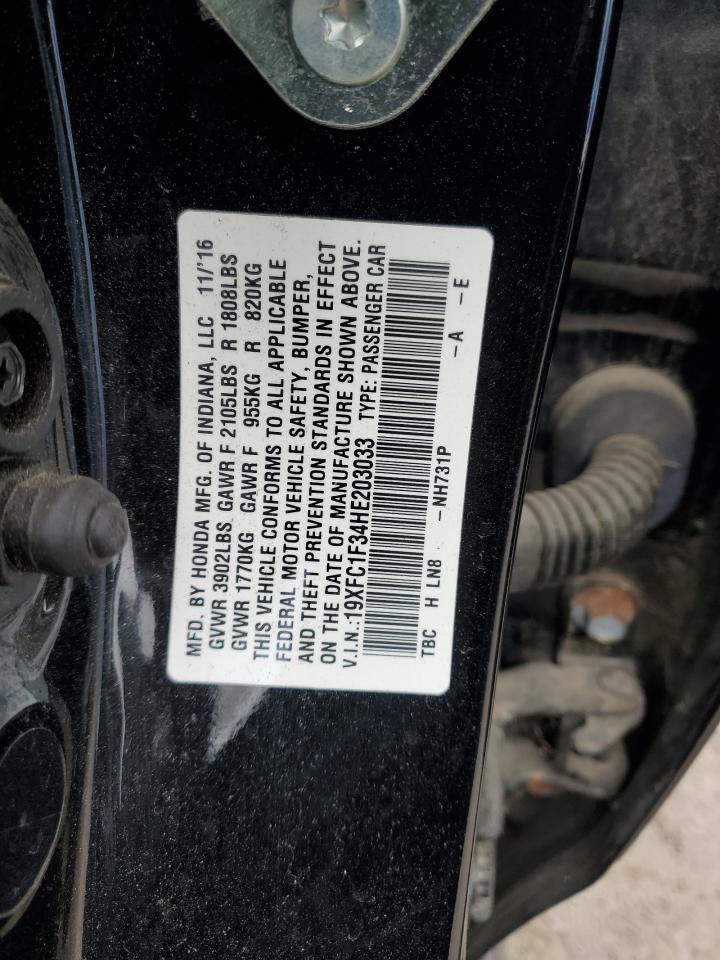 MFD. BY HONDA MFG. OF INDIANA, LLC 11/'16
GVWR 3902LBS GAWR F 2105LBS R 1808LBS
GVWR 1770KG GAWR F 955KG R 820KG
THIS VEHICLE CONFORMS TO ALL APPLICABLE
FEDERAL MOTOR VEHICLE SAFETY, BUMPER,
AND THEFT PREVENTION STANDARDS IN EFFECT
ON THE DATE OF MANUFACTURE SHOWN ABOVE.
V.I.N.:19XFC1F34HE203033 TYPE: PASSENGER CAR
TBC H LN8 -NH731P -A -E